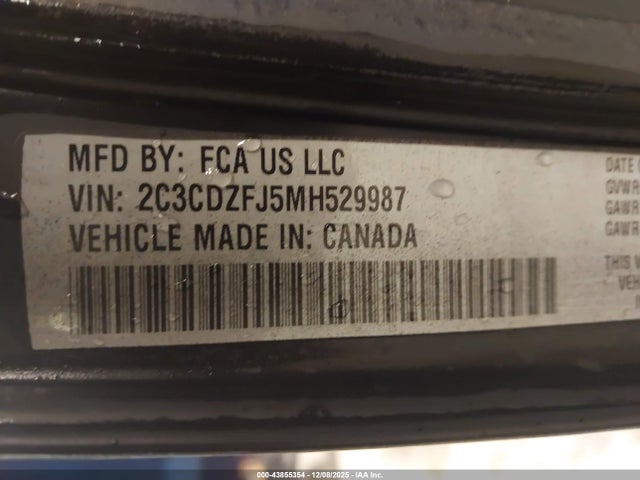 MFD BY: FCA US LLC
VIN: 2C3CDZFJ5MH529987
VEHICLE MADE IN: CANADA
DATE
GVWR
GAWR
GAWR
THIS
VEH
000-43855354 | 12/08/2025 - IAA Inc.